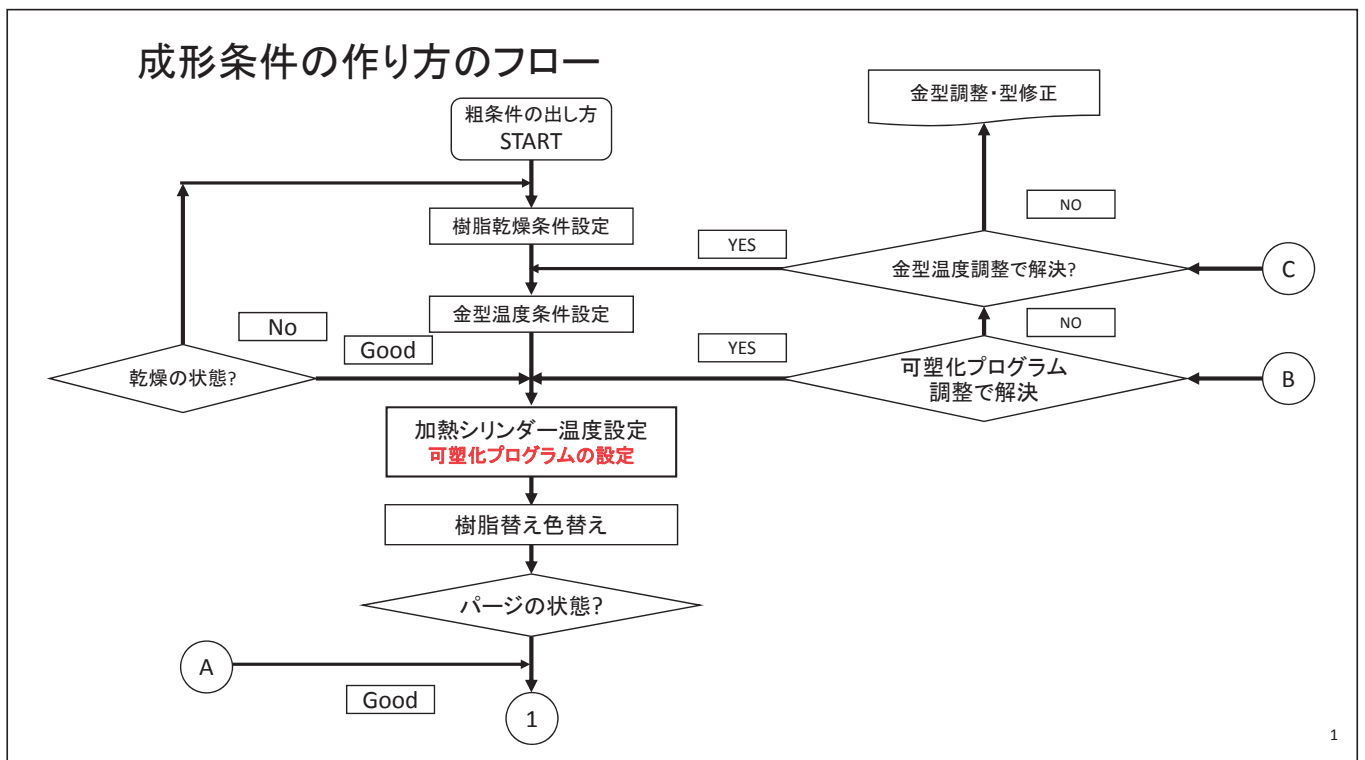 成形条件の作り方のフロー
粗条件の出し方
START
金型調整・型修正
樹脂乾燥条件設定
NO
YES
金型温度調整で解決?
C
金型温度条件設定
No
Good
NO
YES
乾燥の状態?
可塑化プログラム
調整で解決
B
加熱シリンダー温度設定
可塑化プログラムの設定
樹脂替え色替え
パージの状態?
A
Good
1
1